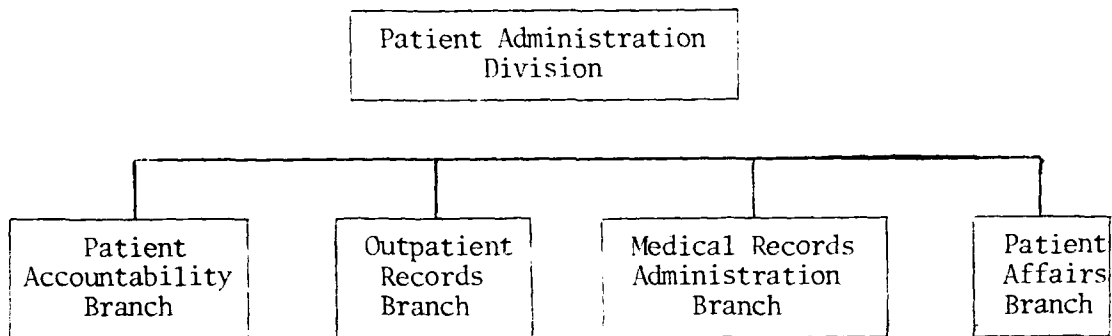 Patient Administration
Division
Patient
Accountability
Branch
Outpatient
Records
Branch
Medical Records
Administration
Branch
Patient
Affairs
Branch